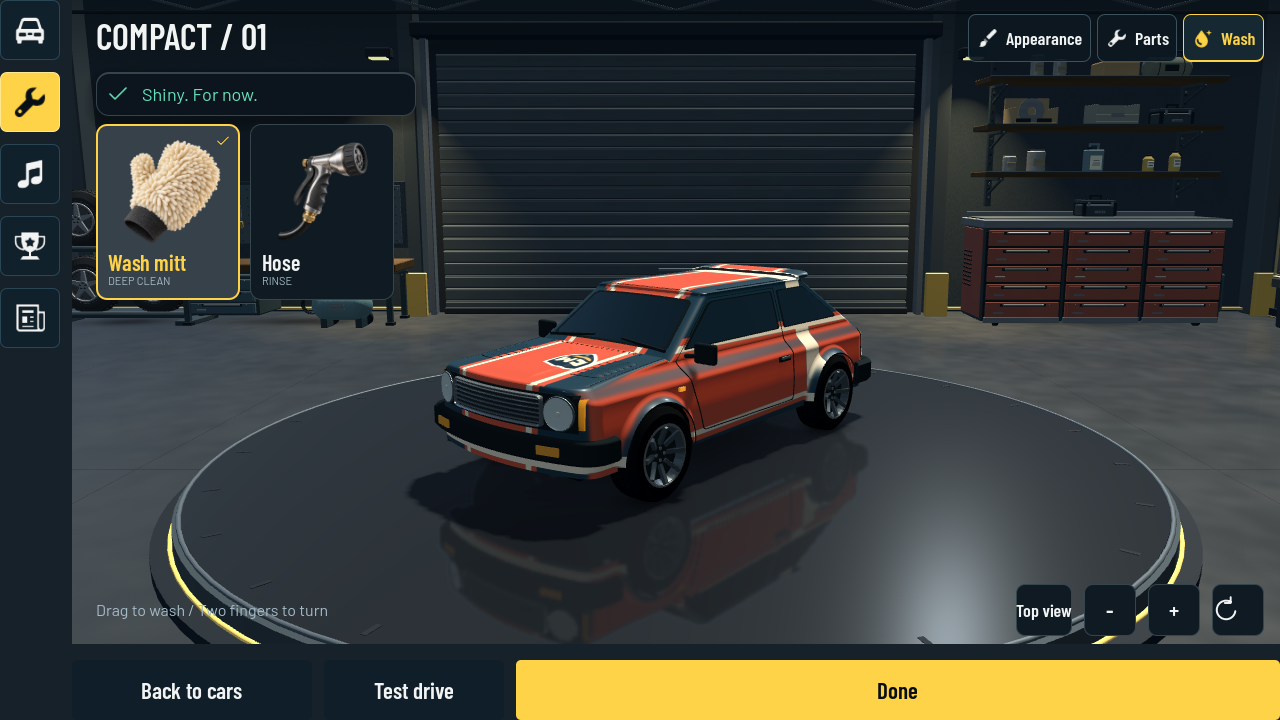 COMPACT / 01
Appearance
Parts
Wash
Shiny. For now.
Wash mitt
DEEP CLEAN
Hose
RINSE
Drag to wash / Two fingers to turn
Top view
-
+
Back to cars
Test drive
Done